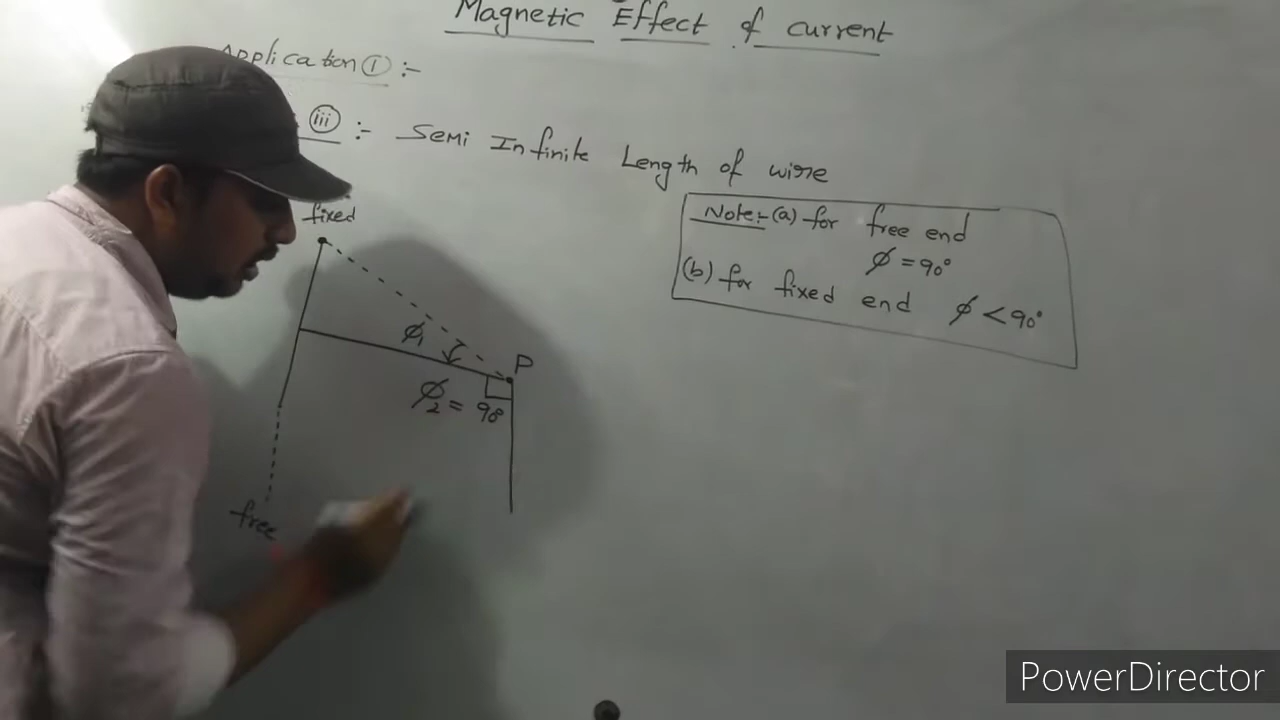 Magnetic Effect of current
Application ① :-
(iii) :- Semi Infinite Length of wire
fixed
Note:- (a) for free end
ϕ = 90°
(b) for fixed end ϕ < 90°
ϕ₁
P
ϕ₂ = 90°
free
PowerDirector